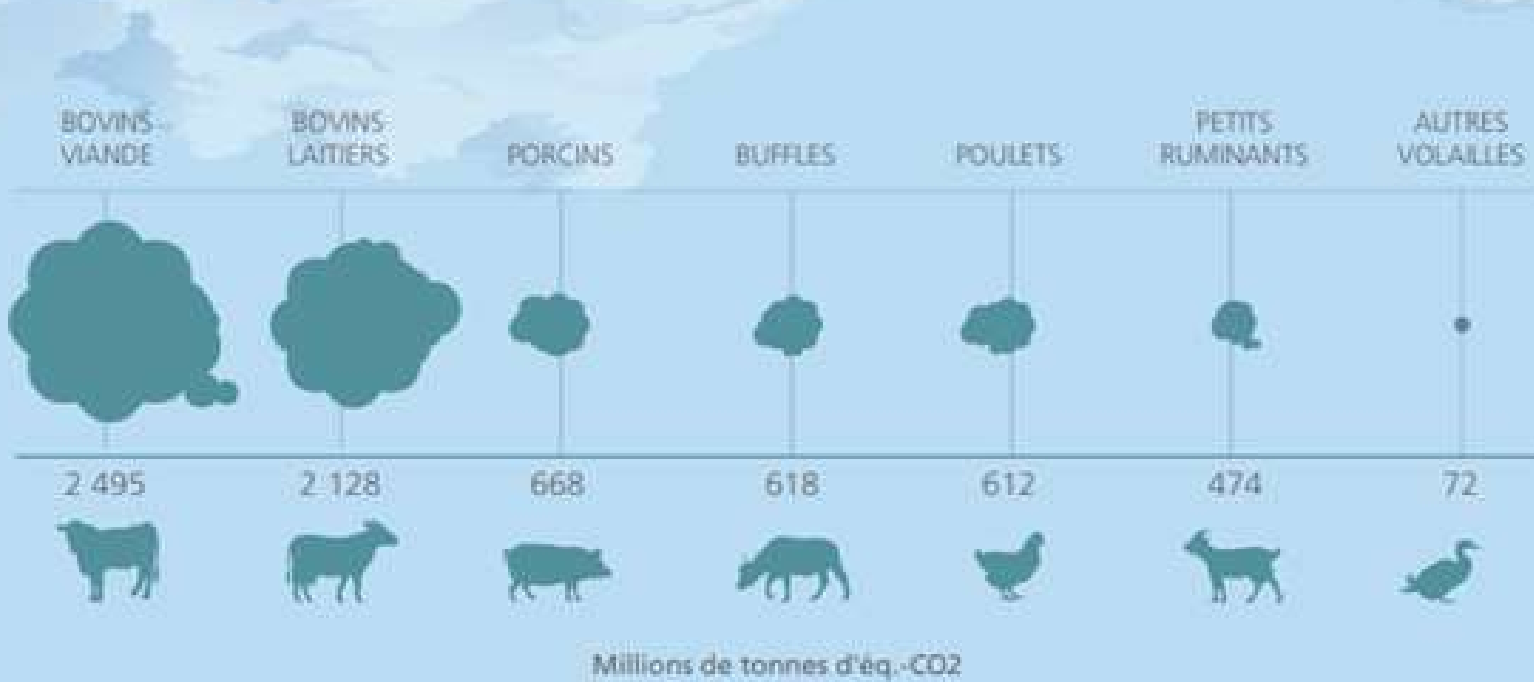 BOVINS
VIANDE
BOVINS
LAITIERS
PORCINS
BUFFLES
POULETS
PETITS
RUMINANTS
AUTRES
VOLAILLES
2 495
2 128
668
618
612
474
72
Millions de tonnes d'éq.-CO2